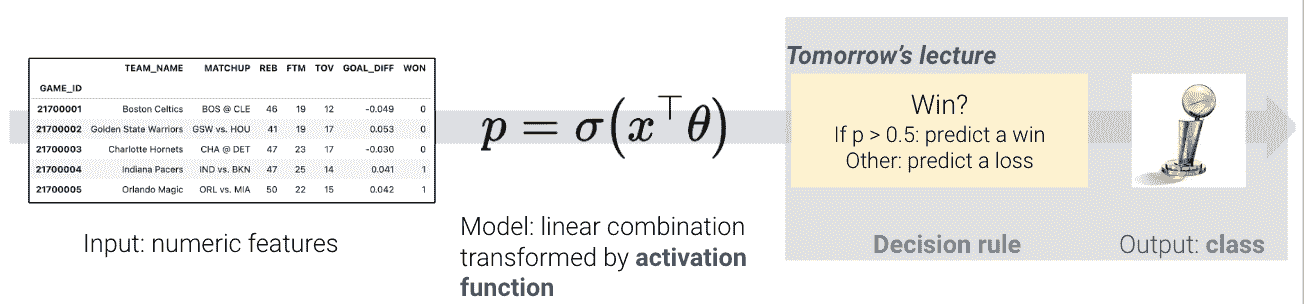 Tomorrow's lecture
TEAM_NAME MATCHUP REB FTM TOV GOAL_DIFF WON
GAME_ID
21700001 Boston Celtics BOS @ CLE 46 19 12 -0.049 0
21700002 Golden State Warriors GSW vs. HOU 41 19 17 0.053 0
21700003 Charlotte Hornets CHA @ DET 47 23 17 -0.030 0
21700004 Indiana Pacers IND vs. BKN 47 25 14 0.041 1
21700005 Orlando Magic ORL vs. MIA 50 22 15 0.042 1
Input: numeric features
p = σ(x⊤θ)
Model: linear combination
transformed by activation
function
Win?
If p > 0.5: predict a win
Other: predict a loss
Decision rule
Output: class